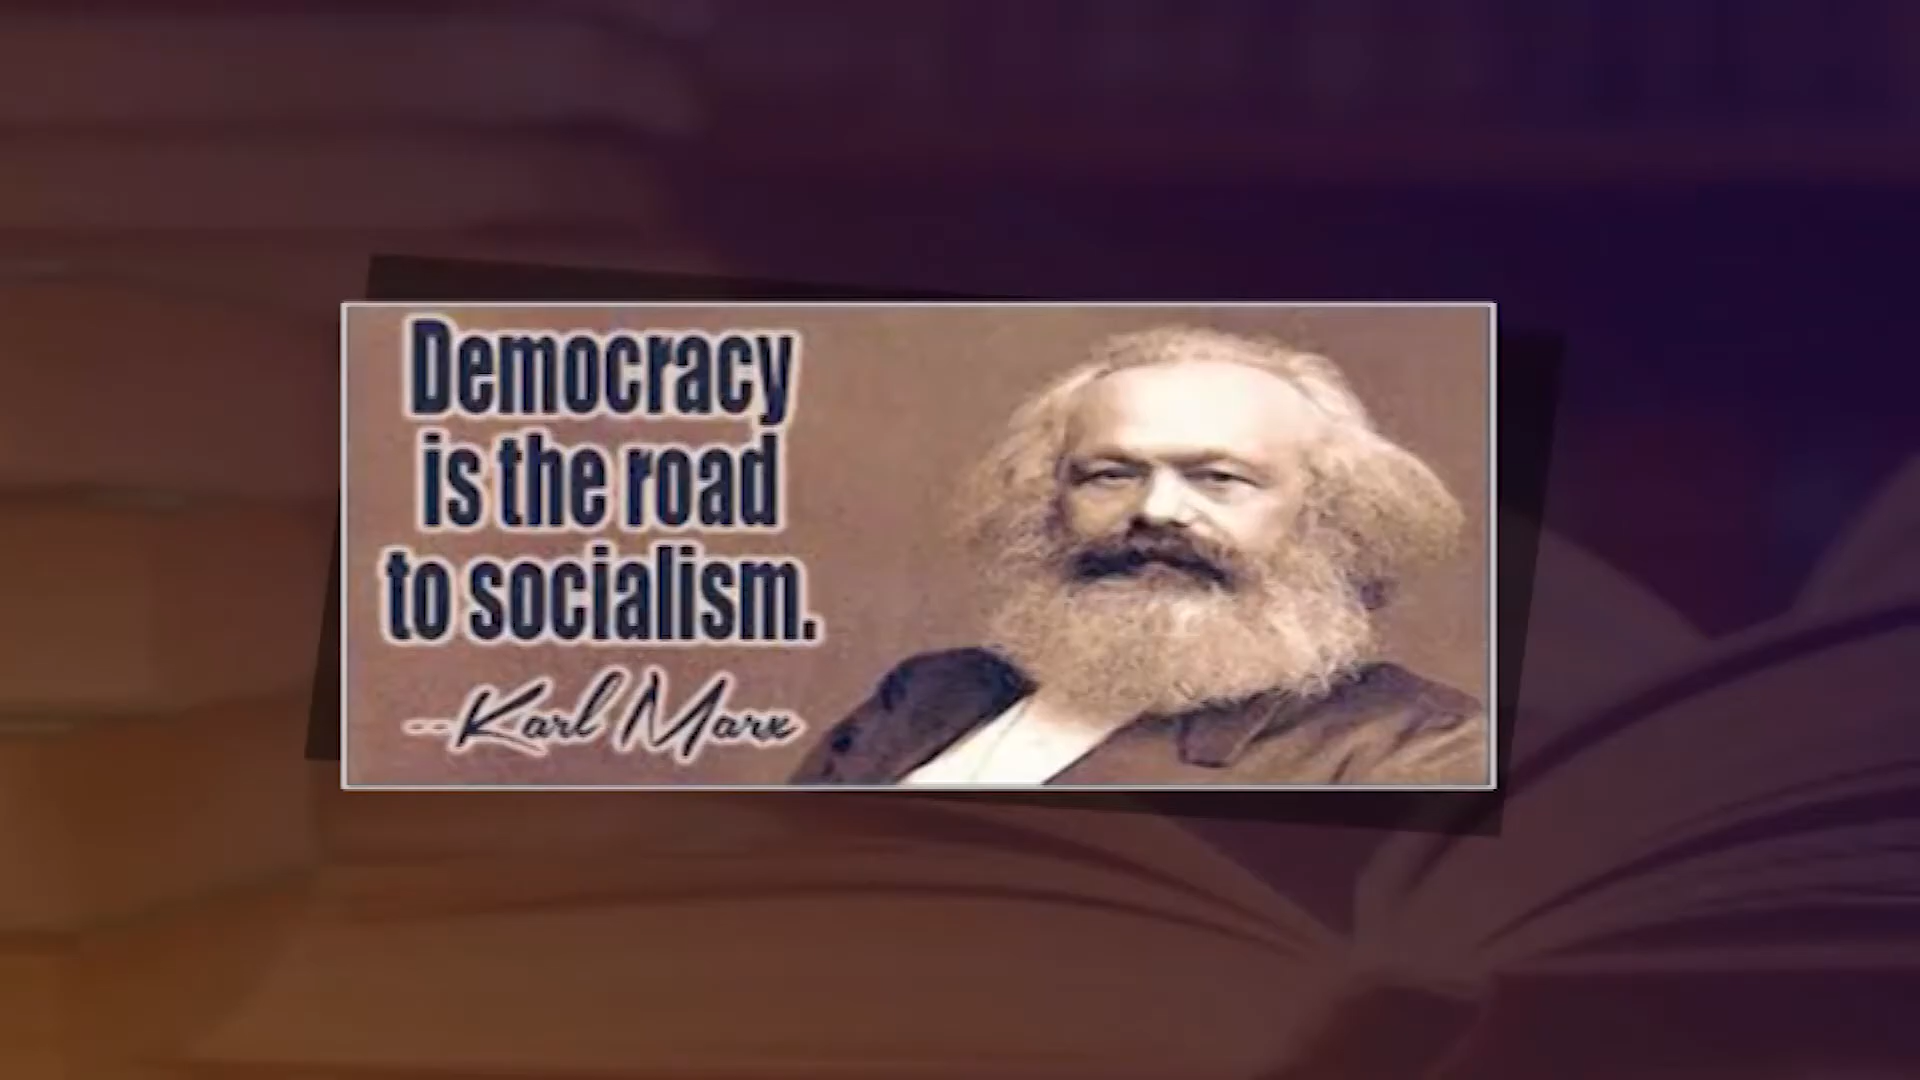 Democracy
is the road
to socialism.
--Karl Marx